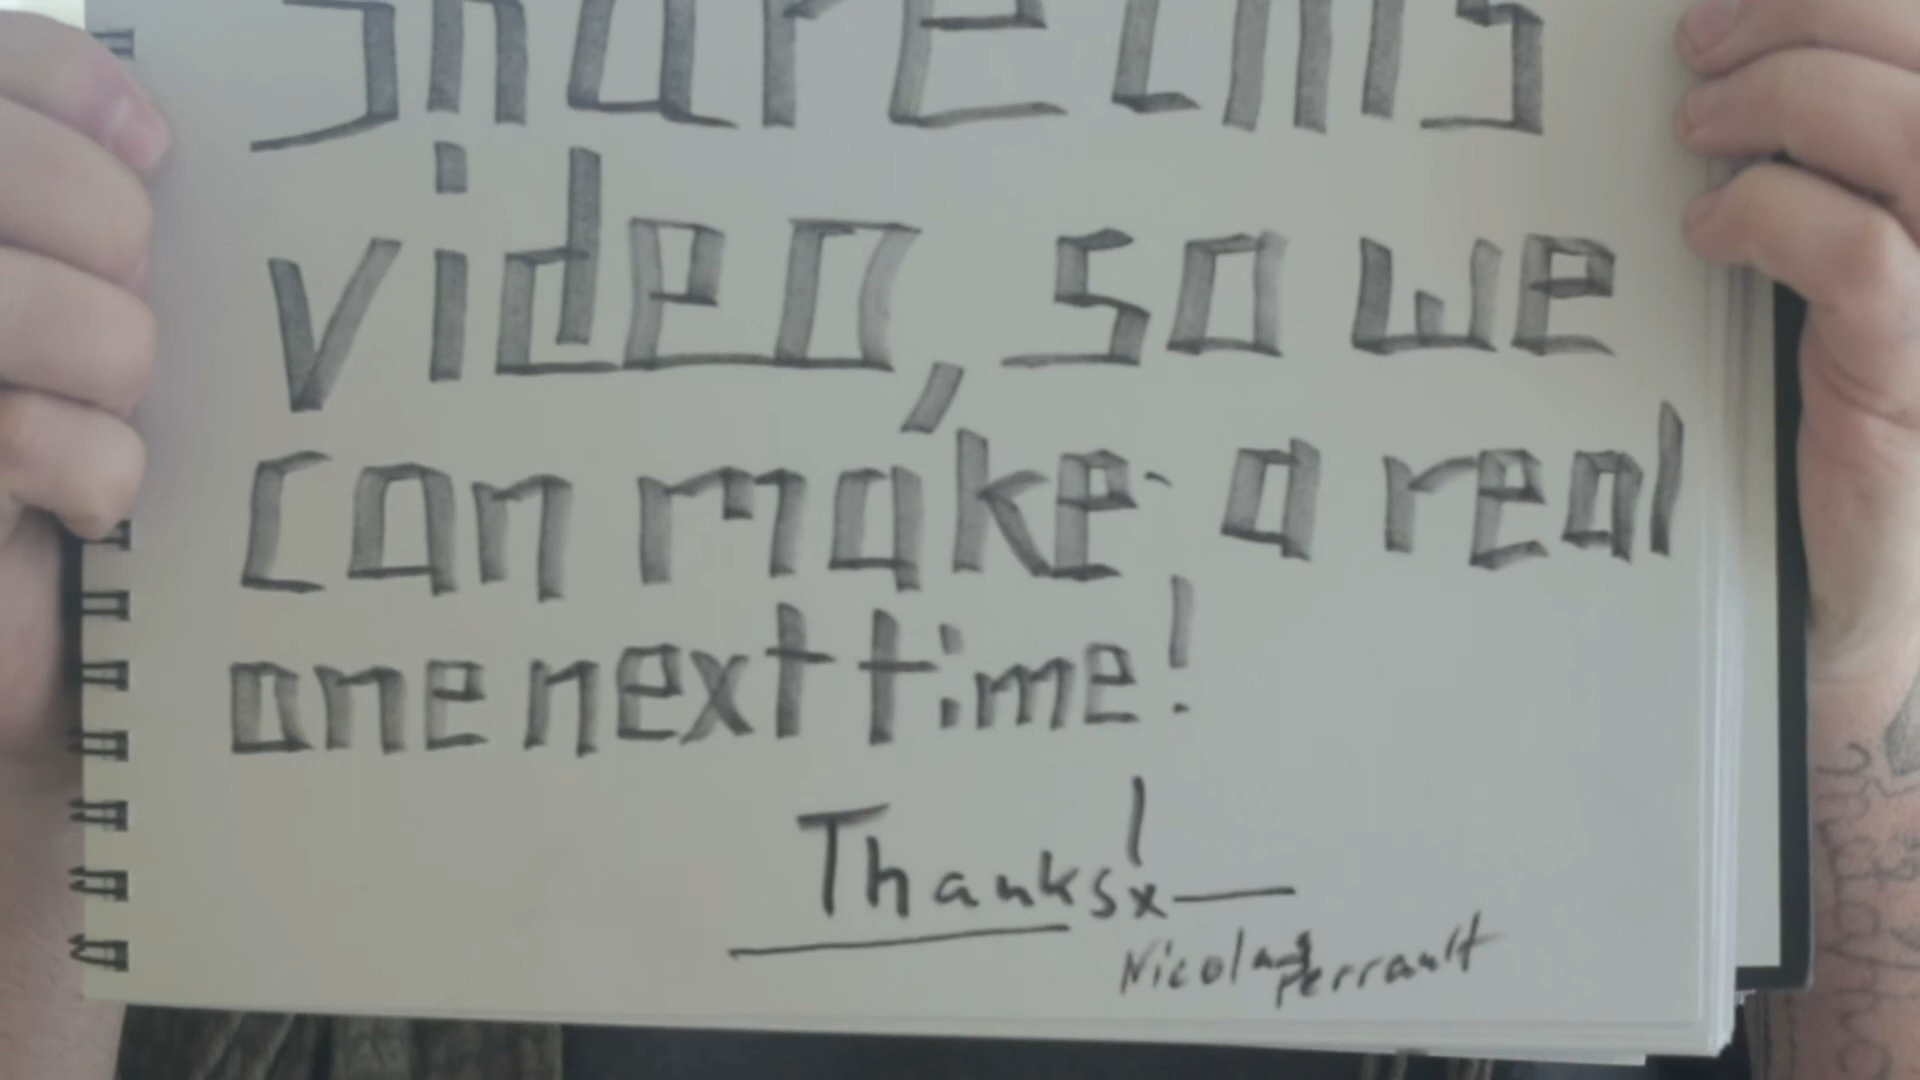 share this
video, so we
can make a real
one next time!
Thanks!
x
Nicolas Perrault